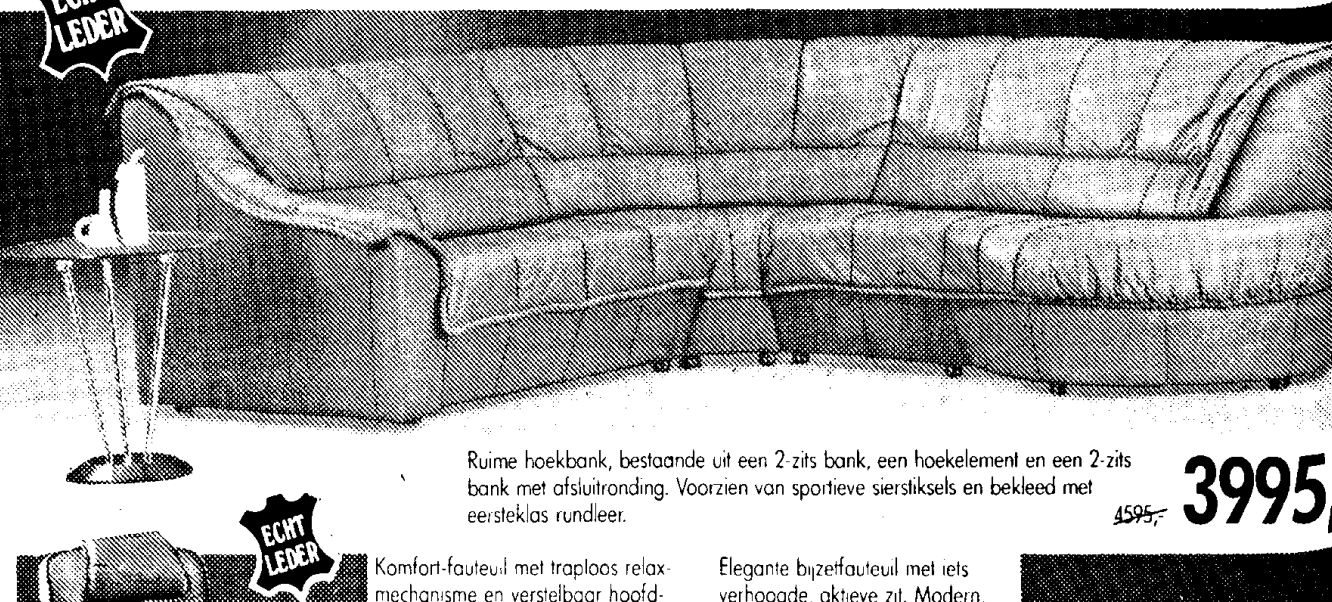 LEDER
Ruime hoekbank, bestaande uit een 2-zits bank, een hoekelement en een 2-zits
bank met afsluitronding. Voorzien van sportieve sierstiksels en bekleed met
eersteklas rundleer.
4595,- 3995,
ECHT
LEDER
Komfort-fauteuil met traploos relax-
mechanisme en verstelbaar hoofd-
Elegante bijzetfauteuil met iets
verhoogde, aktieve zit. Modern,